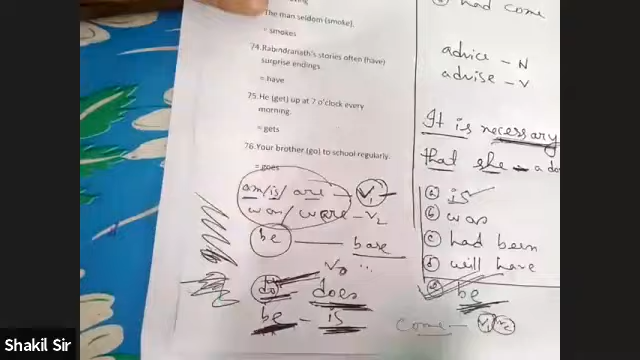 The man seldom (smoke).
= smokes
74.Rabindranath's stories often (have)
surprise endings.
= have
75.He (get) up at 7 o'clock every
morning.
= gets
76.Your brother (go) to school regularly.
= goes
am/is/are – V₁
was/were – V₂
be bare
V₀ ...
do – does
be – is
had come
advice – N
advise – V
It is necessary
that she – a do
(a) is
(b) was
(c) had been
(d) will have
be
come – V₁
Shakil Sir